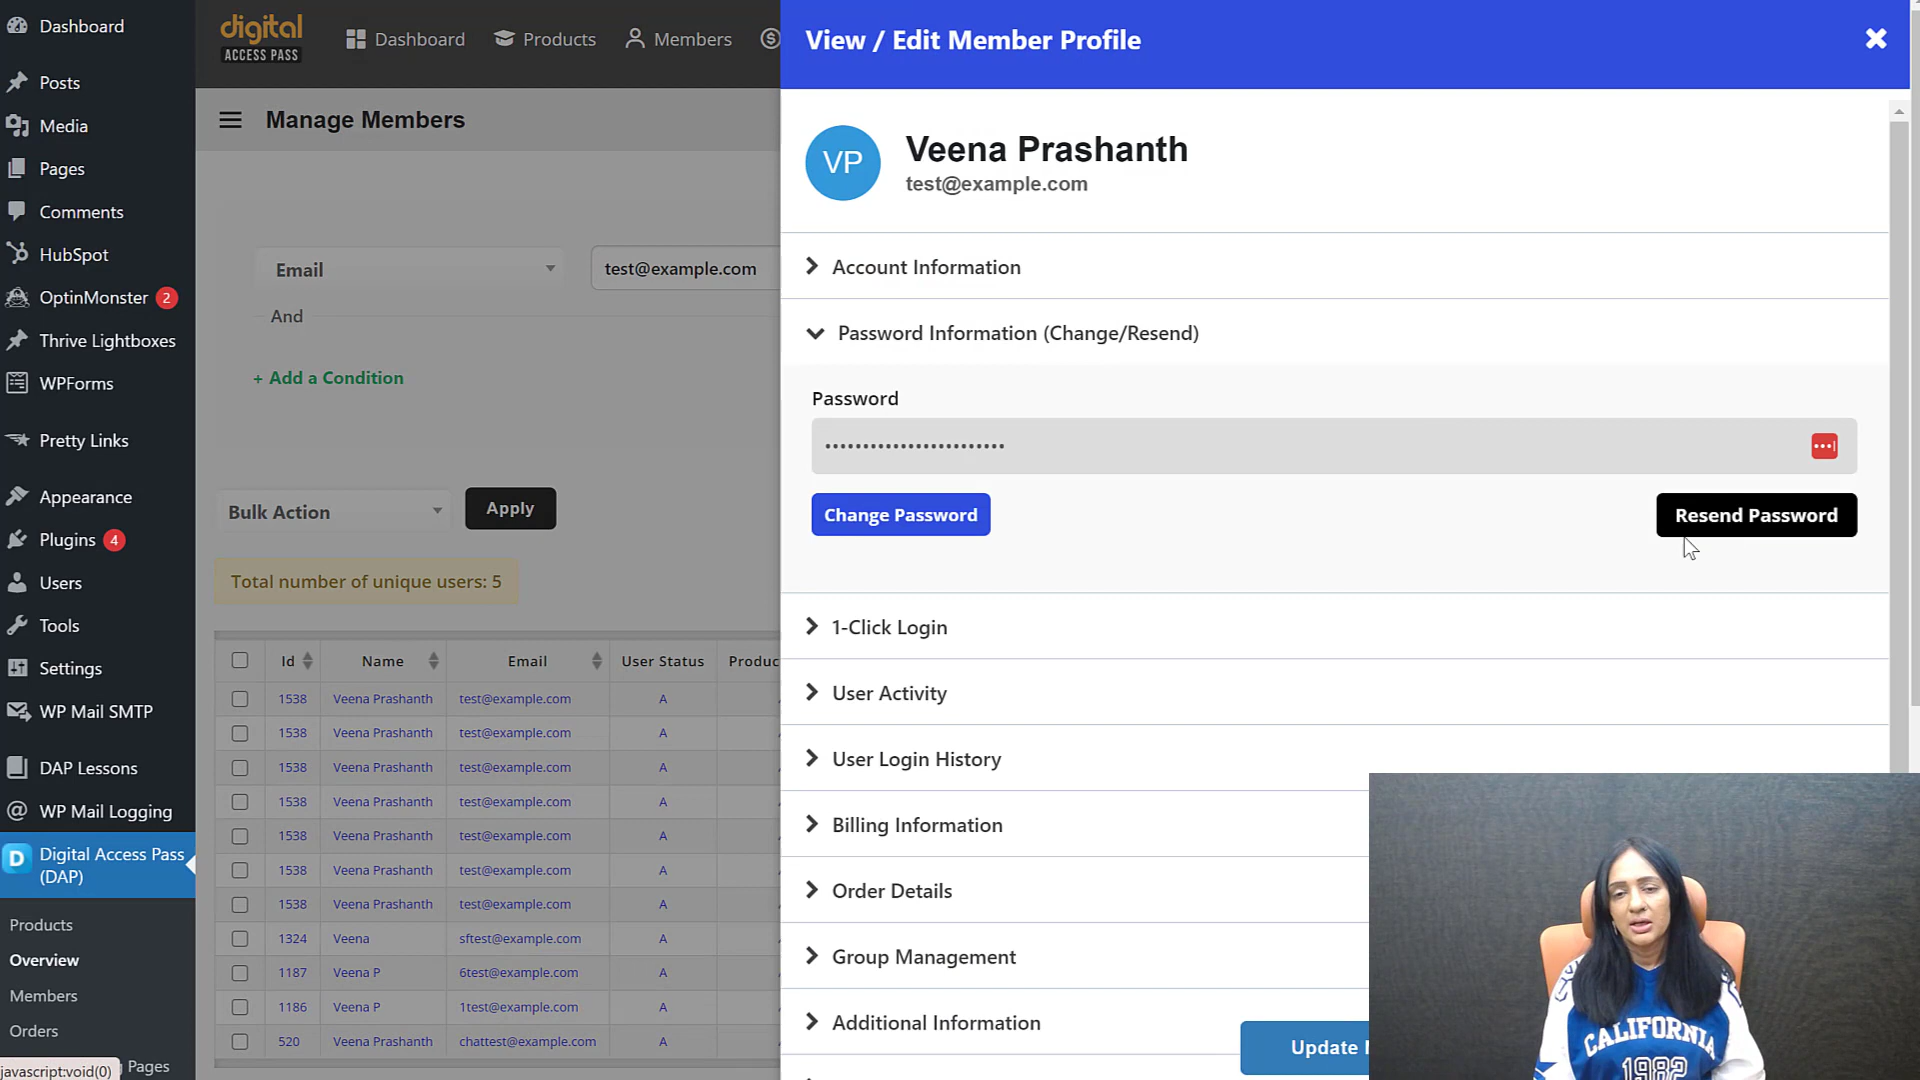 Dashboard
Posts
Media
Pages
Comments
HubSpot
OptinMonster 2
Thrive Lightboxes
WPForms
Pretty Links
Appearance
Plugins 4
Users
Tools
Settings
WP Mail SMTP
DAP Lessons
WP Mail Logging
D Digital Access Pass
(DAP)
Products
Overview
Members
Orders
Pages
javascript:void(0)
digital
ACCESS PASS
Dashboard
Products
Members
Manage Members
Email
test@example.com
And
+ Add a Condition
Bulk Action
Apply
Total number of unique users: 5
Id Name Email User Status Produc
1538 Veena Prashanth test@example.com A
1538 Veena Prashanth test@example.com A
1538 Veena Prashanth test@example.com A
1538 Veena Prashanth test@example.com A
1538 Veena Prashanth test@example.com A
1538 Veena Prashanth test@example.com A
1538 Veena Prashanth test@example.com A
1324 Veena sftest@example.com A
1187 Veena P 6test@example.com A
1186 Veena P 1test@example.com A
520 Veena Prashanth chattest@example.com A
View / Edit Member Profile
VP
Veena Prashanth
test@example.com
Account Information
Password Information (Change/Resend)
Password
Change Password
Resend Password
1-Click Login
User Activity
User Login History
Billing Information
Order Details
Group Management
Additional Information
Update
CALIFORNIA
1982